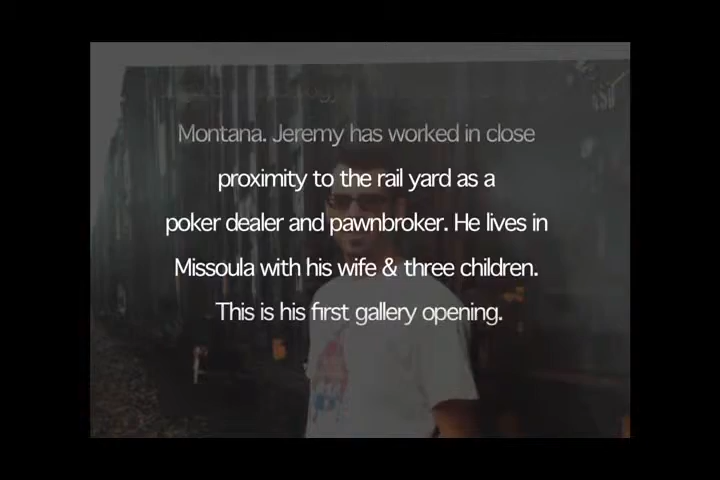 Montana. Jeremy has worked in close
proximity to the rail yard as a
poker dealer and pawnbroker. He lives in
Missoula with his wife & three children.
This is his first gallery opening.